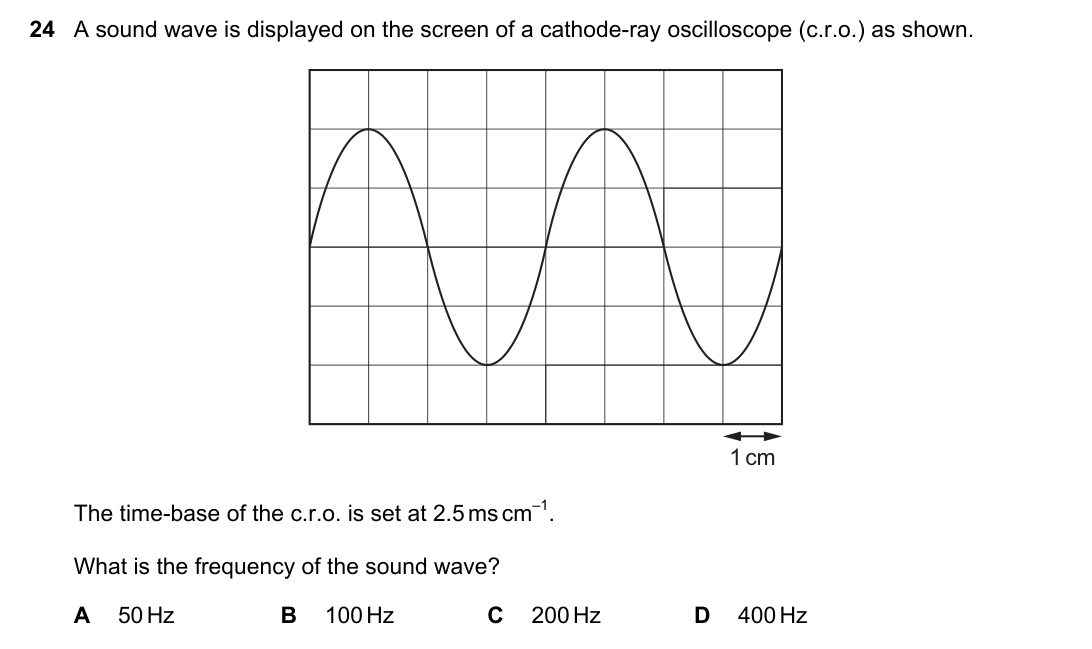 24 A sound wave is displayed on the screen of a cathode-ray oscilloscope (c.r.o.) as shown.
1 cm
The time-base of the c.r.o. is set at 2.5 ms cm⁻¹.
What is the frequency of the sound wave?
A 50 Hz B 100 Hz C 200 Hz D 400 Hz